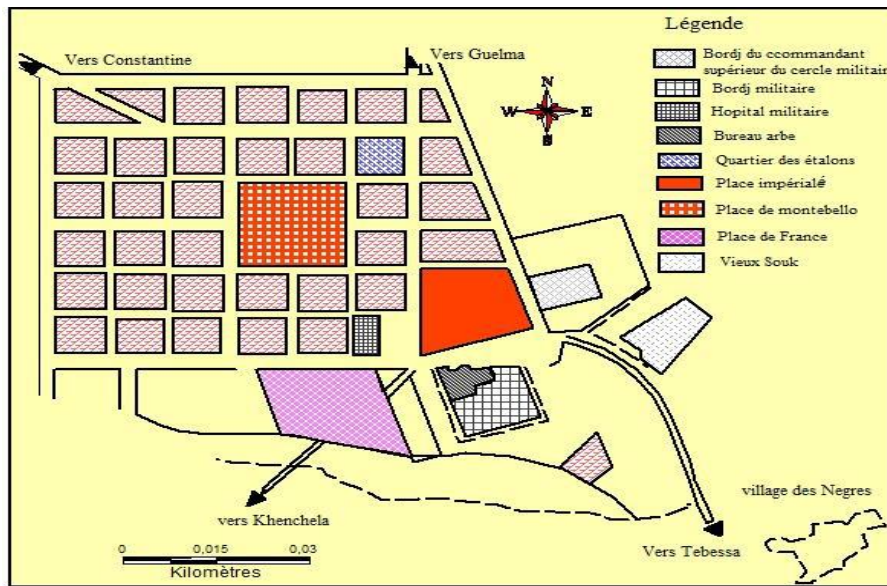 Légende
Vers Constantine
Vers Guelma
Bordj du ccommandant
supérieur du cercle militair
Bordj militaire
Hopital militaire
Bureau arbe
Quartier des étalons
Place impérialé
Place de montebello
Place de France
Vieux Souk
N
W E
S
village des Negres
vers Khenchela
Vers Tebessa
0 0,015 0,03
Kilomètres